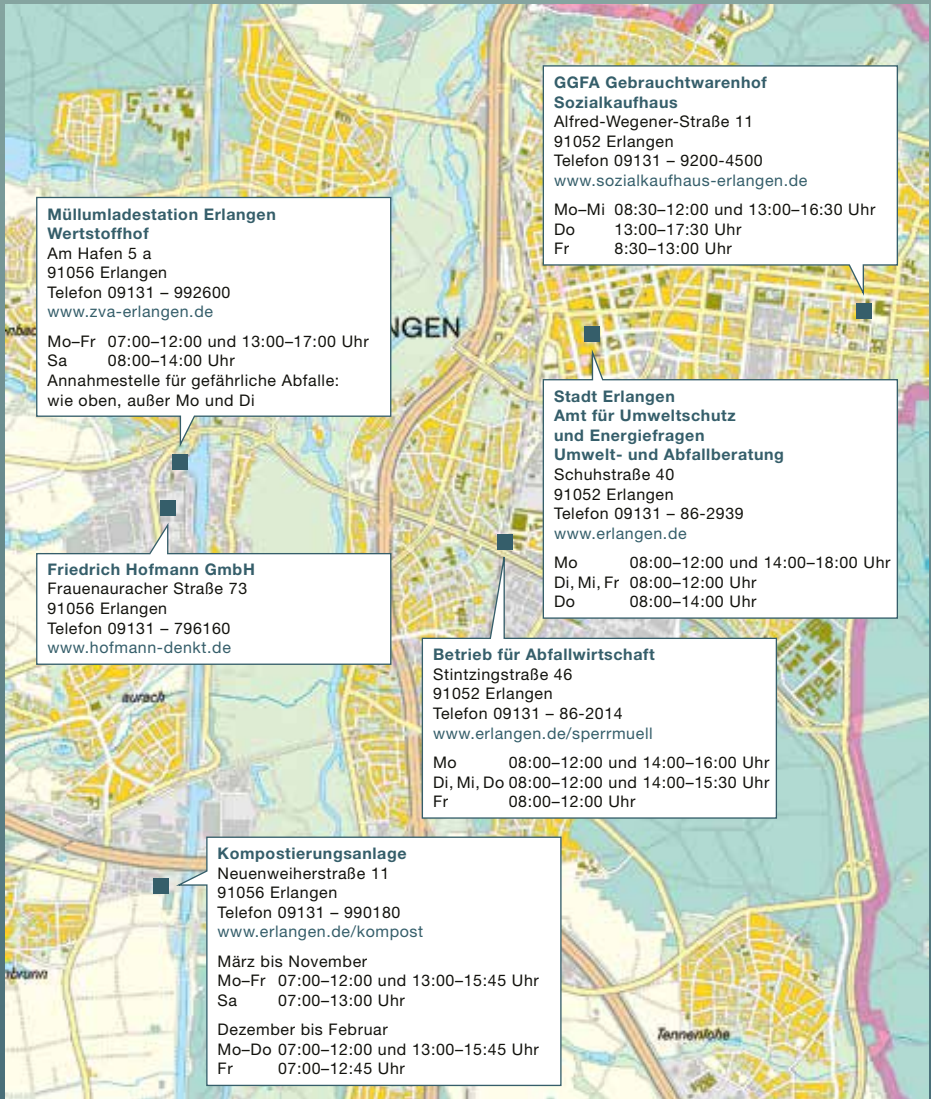 GGFA Gebrauchtwarenhof
Sozialkaufhaus
Alfred-Wegener-Straße 11
91052 Erlangen
Telefon 09131 – 9200-4500
www.sozialkaufhaus-erlangen.de
Mo–Mi 08:30–12:00 und 13:00–16:30 Uhr
Do 13:00–17:30 Uhr
Fr 8:30–13:00 Uhr
Müllumladestation Erlangen
Wertstoffhof
Am Hafen 5 a
91056 Erlangen
Telefon 09131 – 992600
www.zva-erlangen.de
Mo–Fr 07:00–12:00 und 13:00–17:00 Uhr
Sa 08:00–14:00 Uhr
Annahmestelle für gefährliche Abfalle:
wie oben, außer Mo und Di
NGEN
Stadt Erlangen
Amt für Umweltschutz
und Energiefragen
Umwelt- und Abfallberatung
Schuhstraße 40
91052 Erlangen
Telefon 09131 – 86-2939
www.erlangen.de
Mo 08:00–12:00 und 14:00–18:00 Uhr
Di, Mi, Fr 08:00–12:00 Uhr
Do 08:00–14:00 Uhr
Friedrich Hofmann GmbH
Frauenauracher Straße 73
91056 Erlangen
Telefon 09131 – 796160
www.hofmann-denkt.de
Betrieb für Abfallwirtschaft
Stintzingstraße 46
91052 Erlangen
Telefon 09131 – 86-2014
www.erlangen.de/sperrmuell
Mo 08:00–12:00 und 14:00–16:00 Uhr
Di, Mi, Do 08:00–12:00 und 14:00–15:30 Uhr
Fr 08:00–12:00 Uhr
aurach
Kompostierungsanlage
Neuenweiherstraße 11
91056 Erlangen
Telefon 09131 – 990180
www.erlangen.de/kompost
März bis November
Mo–Fr 07:00–12:00 und 13:00–15:45 Uhr
Sa 07:00–13:00 Uhr
Dezember bis Februar
Mo–Do 07:00–12:00 und 13:00–15:45 Uhr
Fr 07:00–12:45 Uhr
brunn
Tennenlohe